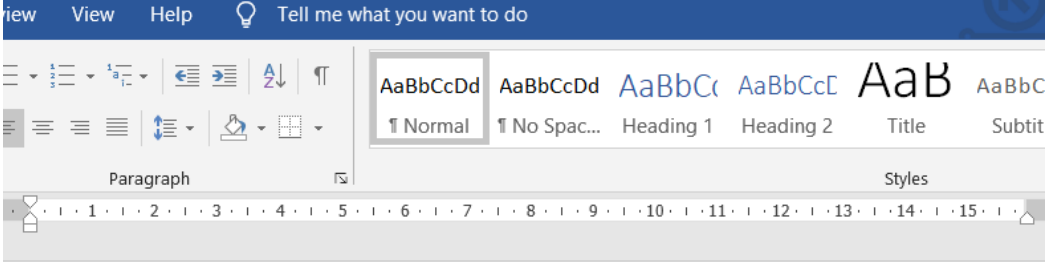 view View Help Tell me what you want to do
AaBbCcDd AaBbCcDd AaBbC AaBbCc AaB AaBbC
¶ Normal ¶ No Spac... Heading 1 Heading 2 Title Subtit
Paragraph Styles
1 2 3 4 5 6 7 8 9 10 11 12 13 14 15